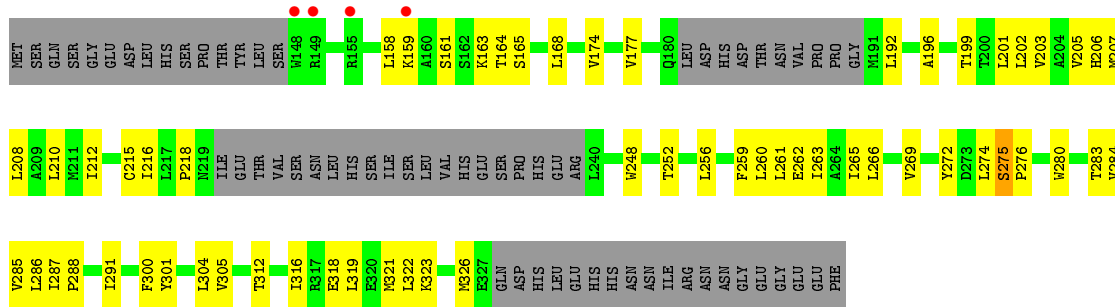 MET SER GLN SER GLY GLU ASP LEU HIS SER PRO THR TYR LEU SER W148 R149 R155 L158 K159 A160 S161 S162 K163 T164 S165 L168 V174 V177 Q180 LEU ASP HIS ASP THR ASN VAL PRO PRO GLY M191 L192 A196 T199 T200 L201 L202 V203 A204 V205 H206 M207
L208 A209 L210 M211 I212 C215 I216 L217 P218 N219 ILE GLU THR VAL SER ASN LEU HIS SER ILE SER LEU VAL HIS GLU SER PRO HIS GLU ARG L240 W248 T252 L256 F259 L260 L261 E262 I263 A264 I265 L266 V269 Y272 D273 L274 S275 P276 W280 T283 V284
V285 L286 I287 P288 I291 F300 Y301 L304 V305 T312 I316 R317 E318 L319 E320 M321 L322 K323 M326 E327 GLN ASP HIS LEU GLU HIS HIS ASN ASN ILE ARG ASN ASN GLY GLU GLY GLU GLU PHE